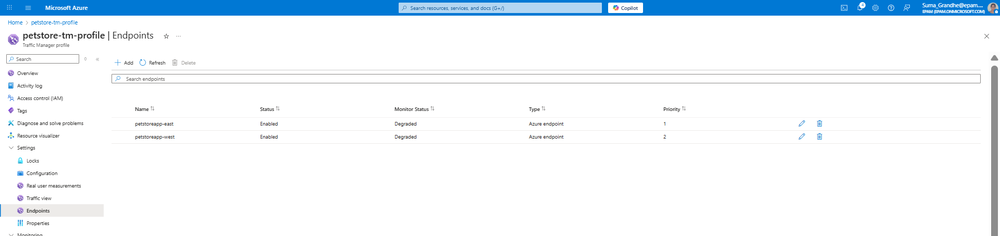 Microsoft Azure
Search resources, services, and docs (G+/)
Copilot
4
Suma_Grandhe@epam....
EPAM (EPAM.ONMICROSOFT.COM)
Home > petstore-tm-profile
petstore-tm-profile | Endpoints
Traffic Manager profile
Search
Add Refresh Delete
Search endpoints
Overview
Activity log
Access control (IAM)
Tags
Diagnose and solve problems
Resource visualizer
Settings
Locks
Configuration
Real user measurements
Traffic view
Endpoints
Properties
Monitoring
Name Status Monitor Status Type Priority
petstoreapp-east Enabled Degraded Azure endpoint 1
petstoreapp-west Enabled Degraded Azure endpoint 2